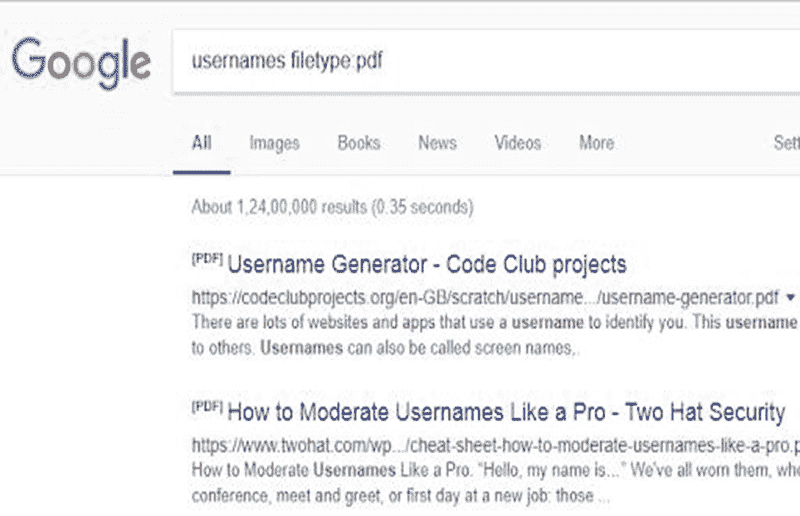 Google
usernames filetype:pdf
All Images Books News Videos More Sett
About 1,24,00,000 results (0.35 seconds)
[PDF] Username Generator - Code Club projects
https://codeclubprojects.org/en-GB/scratch/username.../username-generator.pdf
There are lots of websites and apps that use a username to identify you. This username
to others. Usernames can also be called screen names,.
[PDF] How to Moderate Usernames Like a Pro - Two Hat Security
https://www.twohat.com/wp.../cheat-sheet-how-to-moderate-usernames-like-a-pro.p
How to Moderate Usernames Like a Pro. "Hello, my name is..." We've all worn them, whe
conference, meet and greet, or first day at a new job: those ...